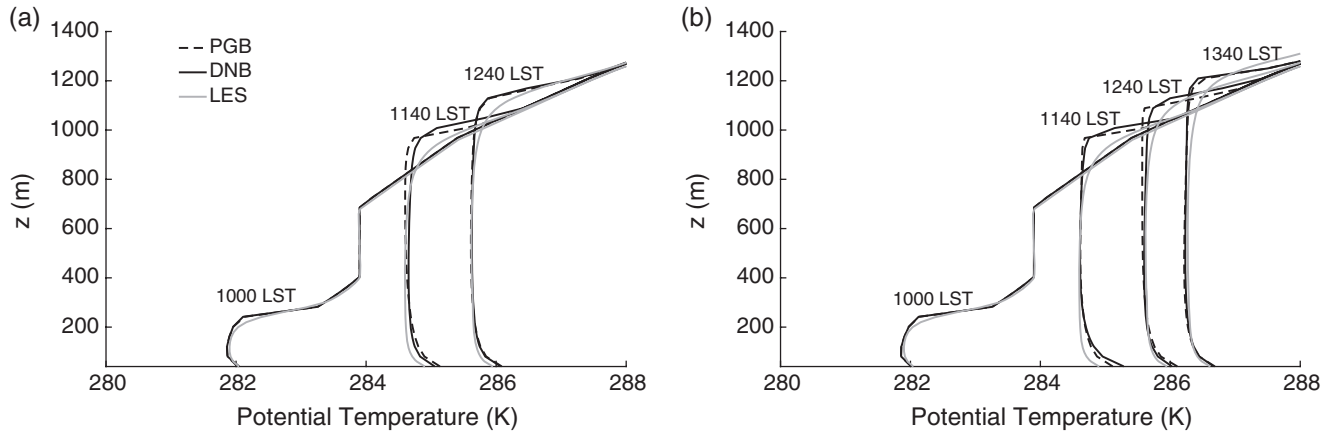 (a)
1400
1200
1000
800
600
400
200
z (m)
PGB
DNB
LES
1240 LST
1140 LST
1000 LST
280
282
284
286
288
Potential Temperature (K)
(b)
1400
1200
1000
800
600
400
200
z (m)
1340 LST
1240 LST
1140 LST
1000 LST
280
282
284
286
288
Potential Temperature (K)